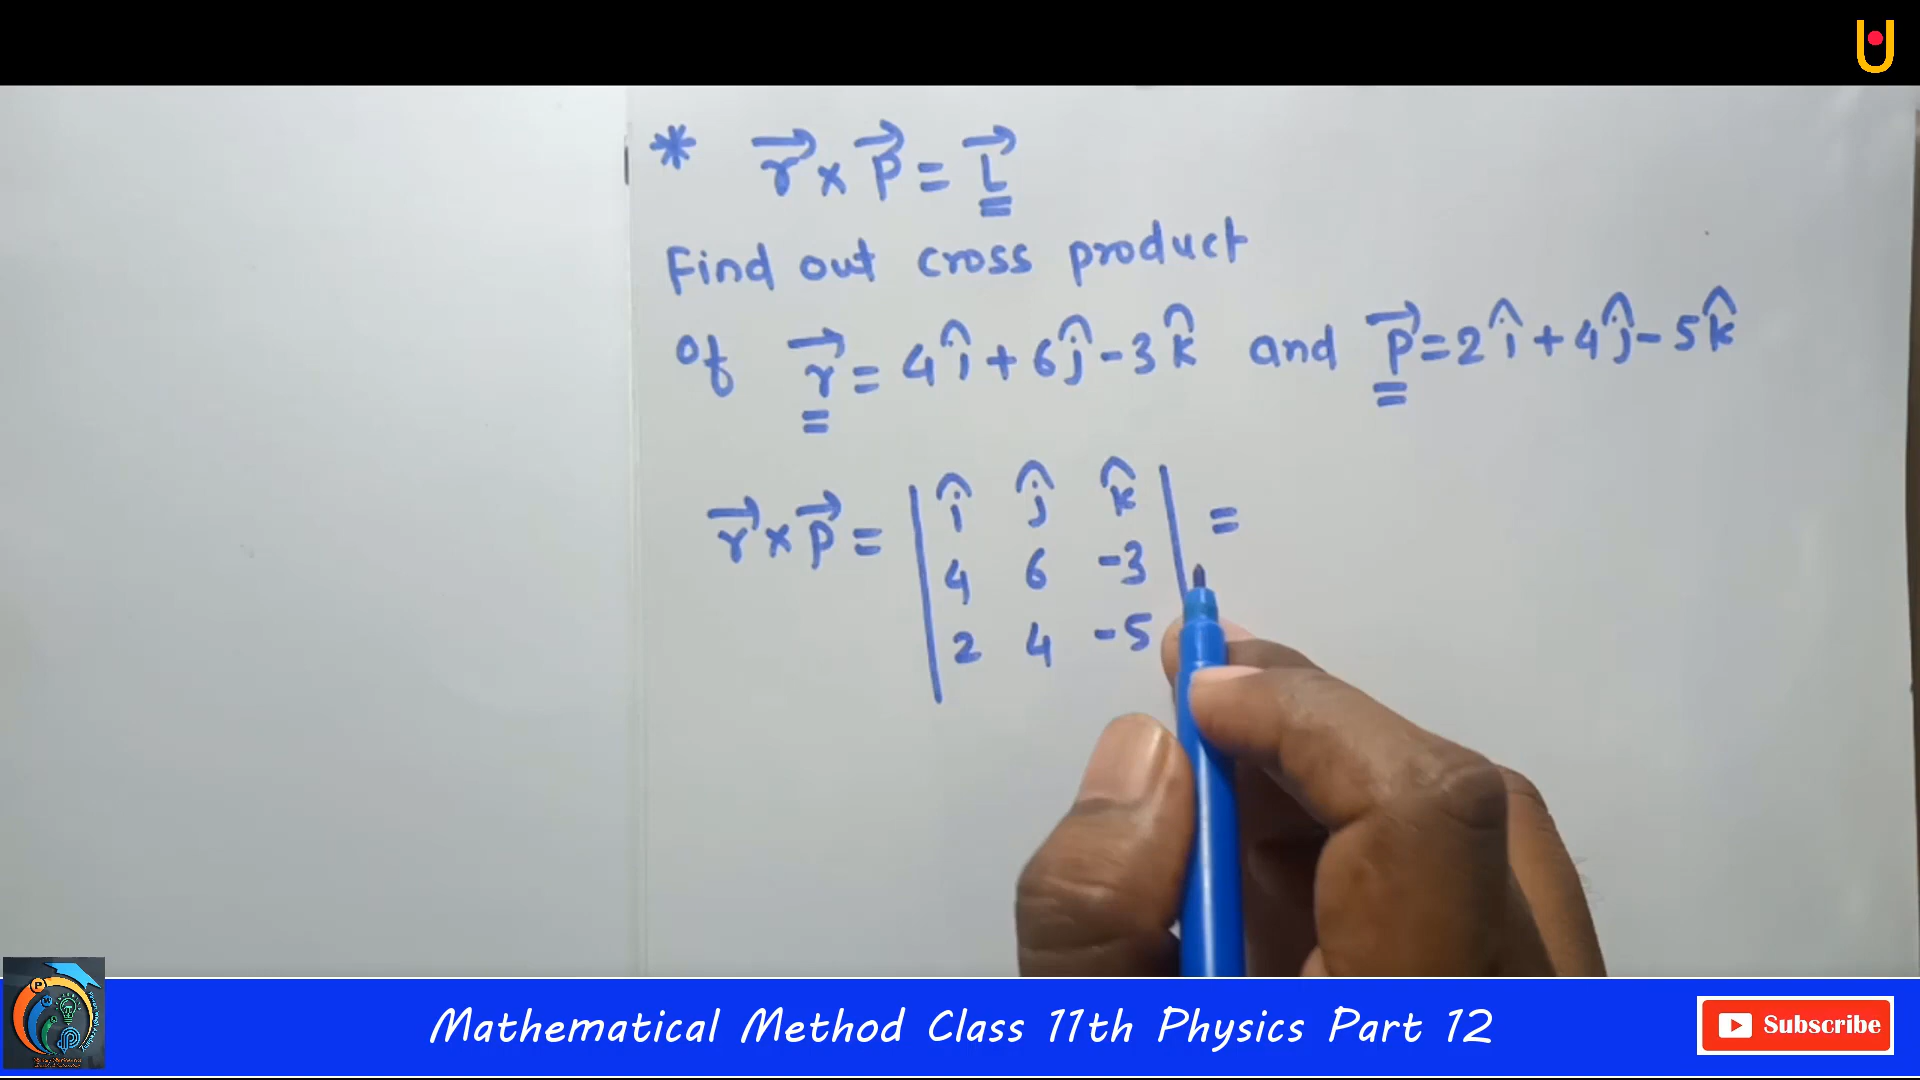 * r⃗ × p⃗ = L⃗
Find out cross product
of r⃗ = 4î + 6ĵ - 3k̂ and p⃗ = 2î + 4ĵ - 5k̂
r⃗ × p⃗ = | î ĵ k̂ | =
4 6 -3
2 4 -5
Mathematical Method Class 11th Physics Part 12
Subscribe